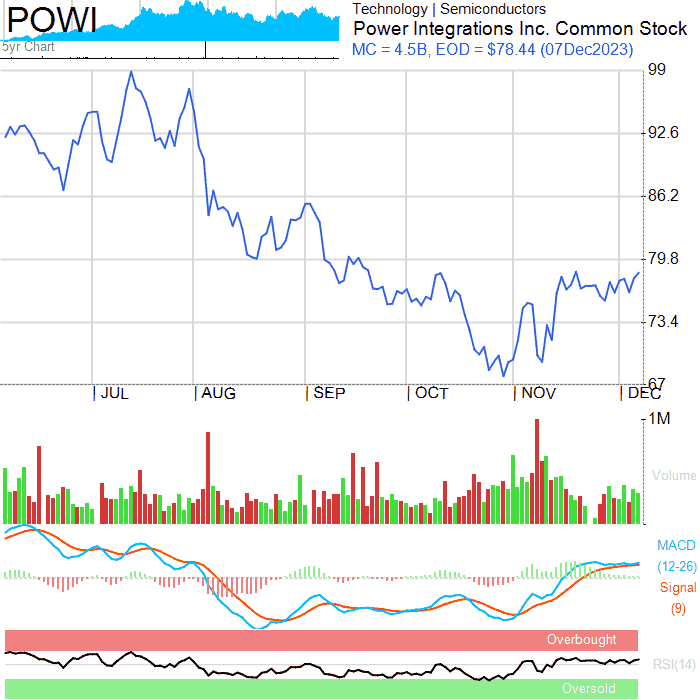 POWI
5yr Chart
Technology | Semiconductors
Power Integrations Inc. Common Stock
MC = 4.5B, EOD = $78.44 (07Dec2023)
99
92.6
86.2
79.8
73.4
67
| JUL | AUG | SEP | OCT | NOV | DEC
1M
Volume
MACD
(12-26)
Signal
(9)
Overbought
RSI(14)
Oversold